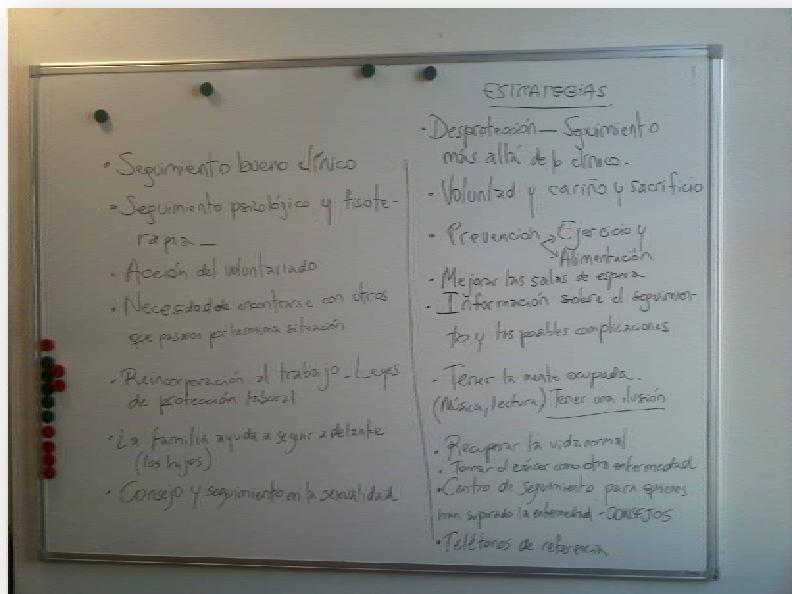 · Seguimiento bueno clínico
· Seguimiento psicológico y fisiote-
rapia -
· Acción del voluntariado
· Necesidad de encontrarse con otros
que pasaron por la misma situación
· Reincorporación al trabajo - Leyes
de protección laboral
· La familia ayuda a seguir adelante
(los hijos)
· Consejo y seguimiento en la sexualidad
ESTRATEGIAS
· Desprotección - Seguimiento
más allá de lo clínico.
· Voluntad y cariño y sacrificio
· Prevención → Ejercicio y
→ Alimentación
· Mejorar las salas de espera
· Información sobre el seguimien-
to y las posibles complicaciones
· Tener la mente ocupada.
(Música, lectura) Tener una ilusión
· Recuperar la vida normal
· Tomar el cáncer como otra enfermedad
· Centro de seguimiento para quienes
han superado la enfermedad - CONSEJOS
· Teléfonos de referencia